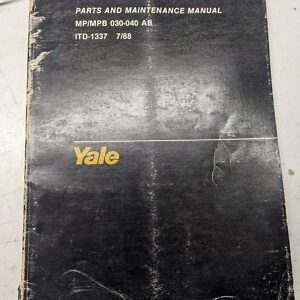 PARTS AND MAINTENANCE MANUAL
MP/MPB 030-040 AB
ITD-1337 7/88
Yale